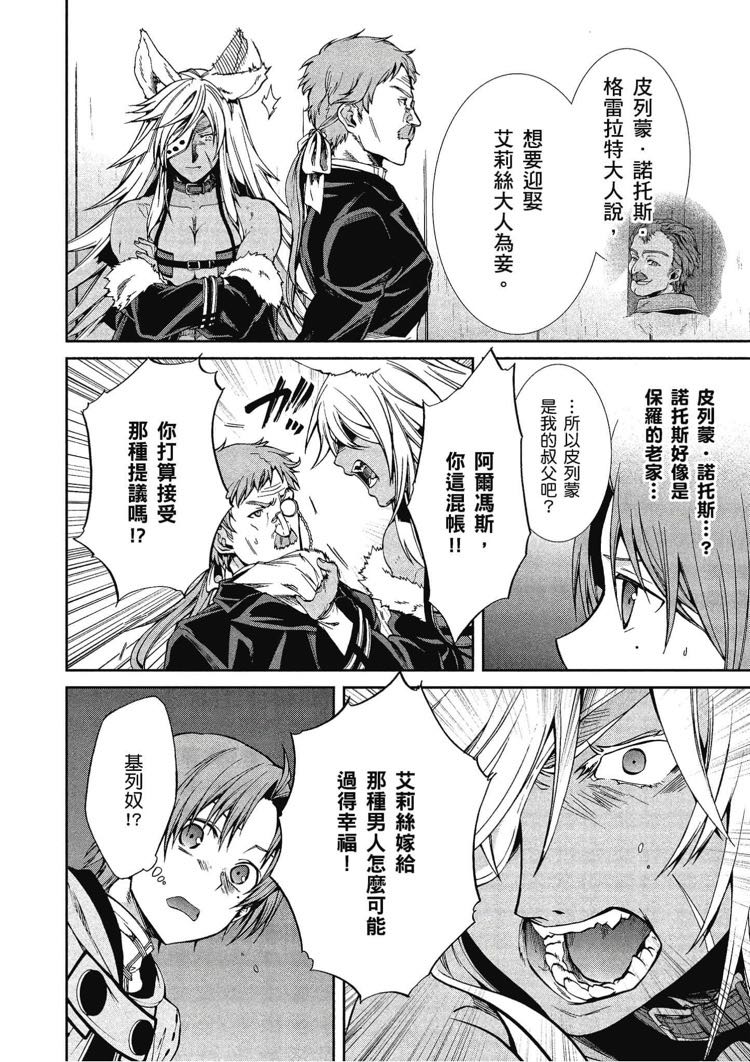 皮列蒙．諾托斯．
格雷拉特大人說，
想要迎娶
艾莉絲大人為妾。
皮列蒙．諾托斯…？
諾托斯好像是
保羅的老家…
…所以皮列蒙
是我的叔父吧？
阿爾馮斯，
你這混帳!!
你打算接受
那種提議嗎!?
艾莉絲嫁給
那種男人怎麼可能
過得幸福！
基列奴!?